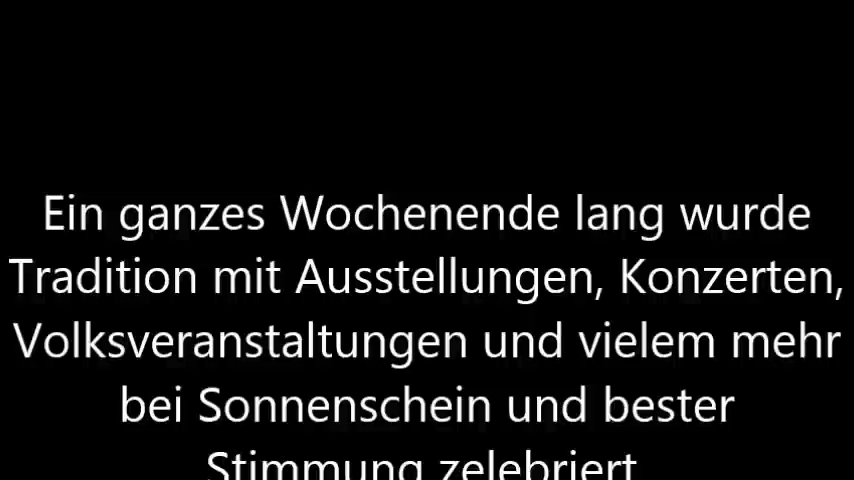 Ein ganzes Wochenende lang wurde
Tradition mit Ausstellungen, Konzerten,
Volksveranstaltungen und vielem mehr
bei Sonnenschein und bester
Stimmung zelebriert